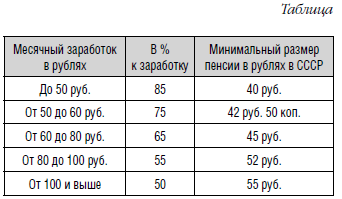 Таблица
Месячный заработок в рублях | В % к заработку | Минимальный размер пенсии в рублях в СССР
До 50 руб. | 85 | 40 руб.
От 50 до 60 руб. | 75 | 42 руб. 50 коп.
От 60 до 80 руб. | 65 | 45 руб.
От 80 до 100 руб. | 55 | 52 руб.
От 100 и выше | 50 | 55 руб.